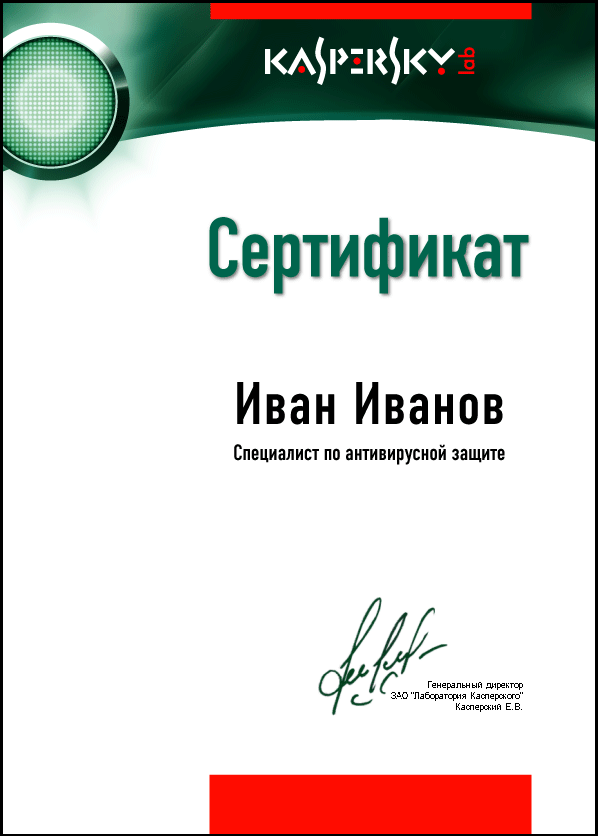 KASPERSKY lab
Сертификат
Иван Иванов
Специалист по антивирусной защите
Генеральный директор
ЗАО "Лаборатория Касперского"
Касперский Е.В.